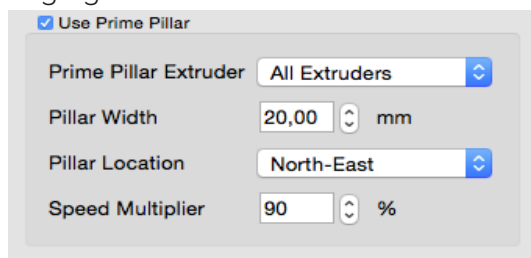 Use Prime Pillar
Prime Pillar Extruder All Extruders
Pillar Width 20,00 mm
Pillar Location North-East
Speed Multiplier 90 %